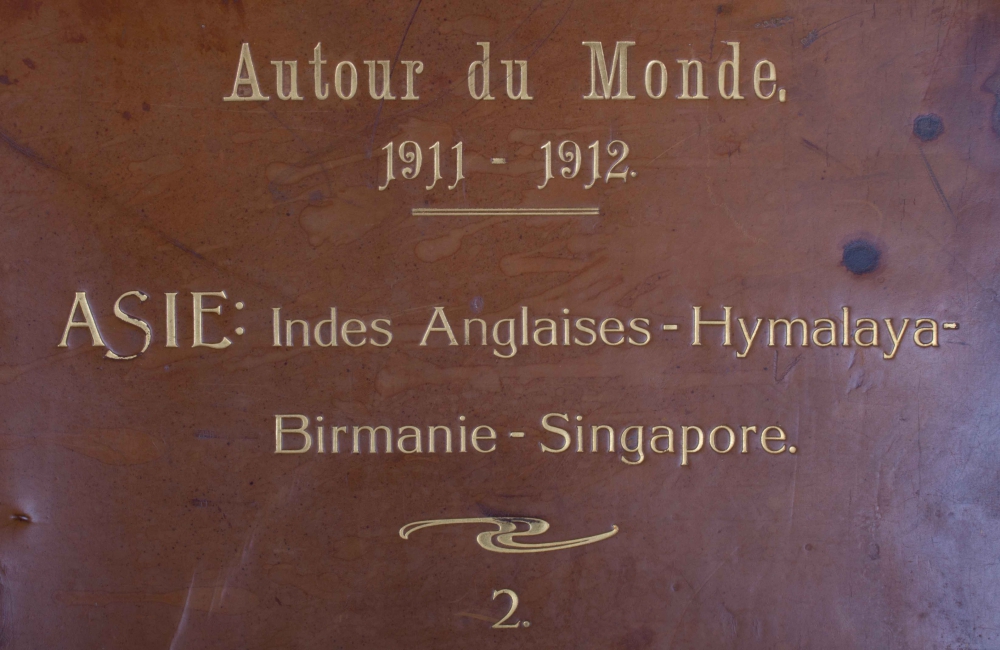 Autour du Monde.
1911 - 1912.
ASIE: Indes Anglaises - Hymalaya-
Birmanie - Singapore.
2.